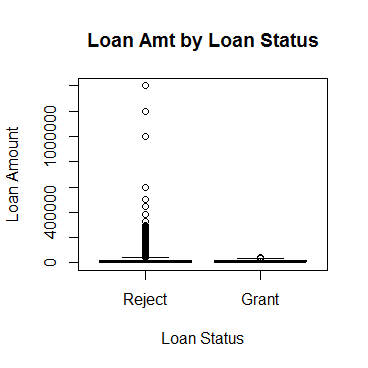 Loan Amt by Loan Status
Loan Amount
1000000
400000
0
Reject
Grant
Loan Status